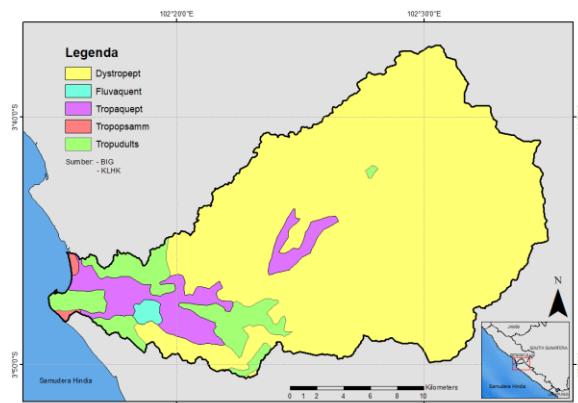 102°20'0"E
102°30'0"E
Legenda
Dystropept
Fluvaquent
Tropaquept
Tropopsamm
Tropudults
Sumber: - BIG
- KLHK
3°40'0"S
3°50'0"S
N
Samudera Hindia
0 1 2 4 6 8 10
Kilometers
JAMBI
SOUTH SUMATERA
BENGKULU
Samudera Hindia